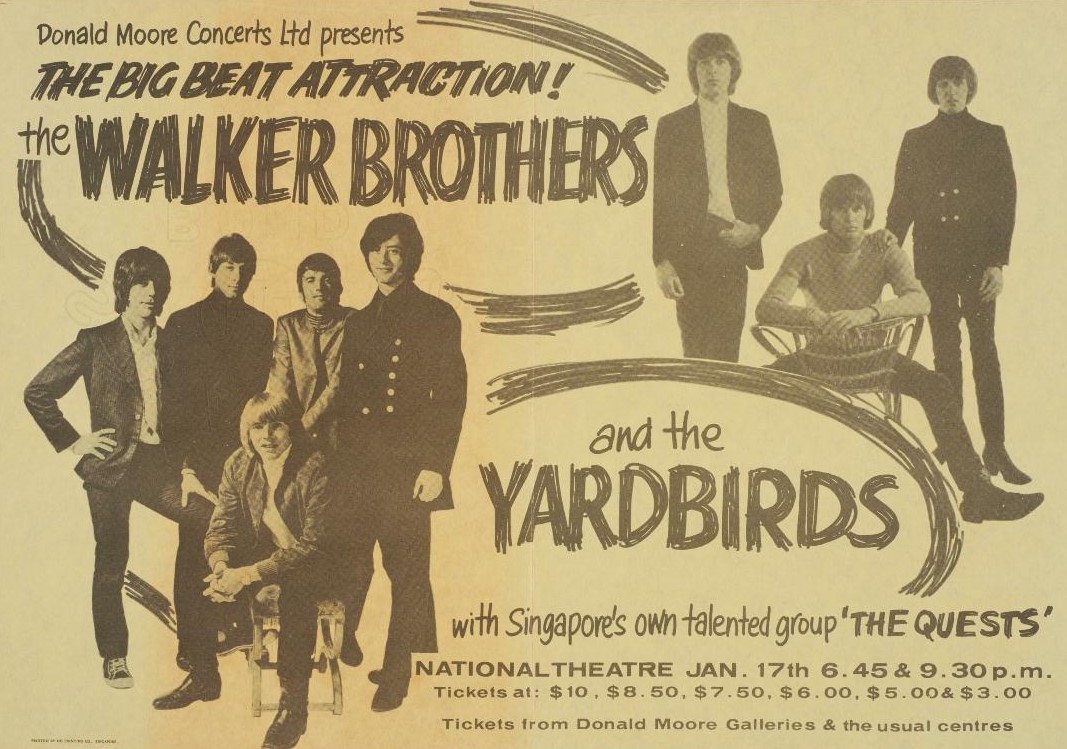 Donald Moore Concerts Ltd presents
THE BIG BEAT ATTRACTION!
the WALKER BROTHERS
and the
YARDBIRDS
with Singapore's own talented group 'THE QUESTS'
NATIONAL THEATRE JAN. 17th 6.45 & 9.30 p.m.
Tickets at: $10, $8.50, $7.50, $6.00, $5.00 & $3.00
Tickets from Donald Moore Galleries & the usual centres